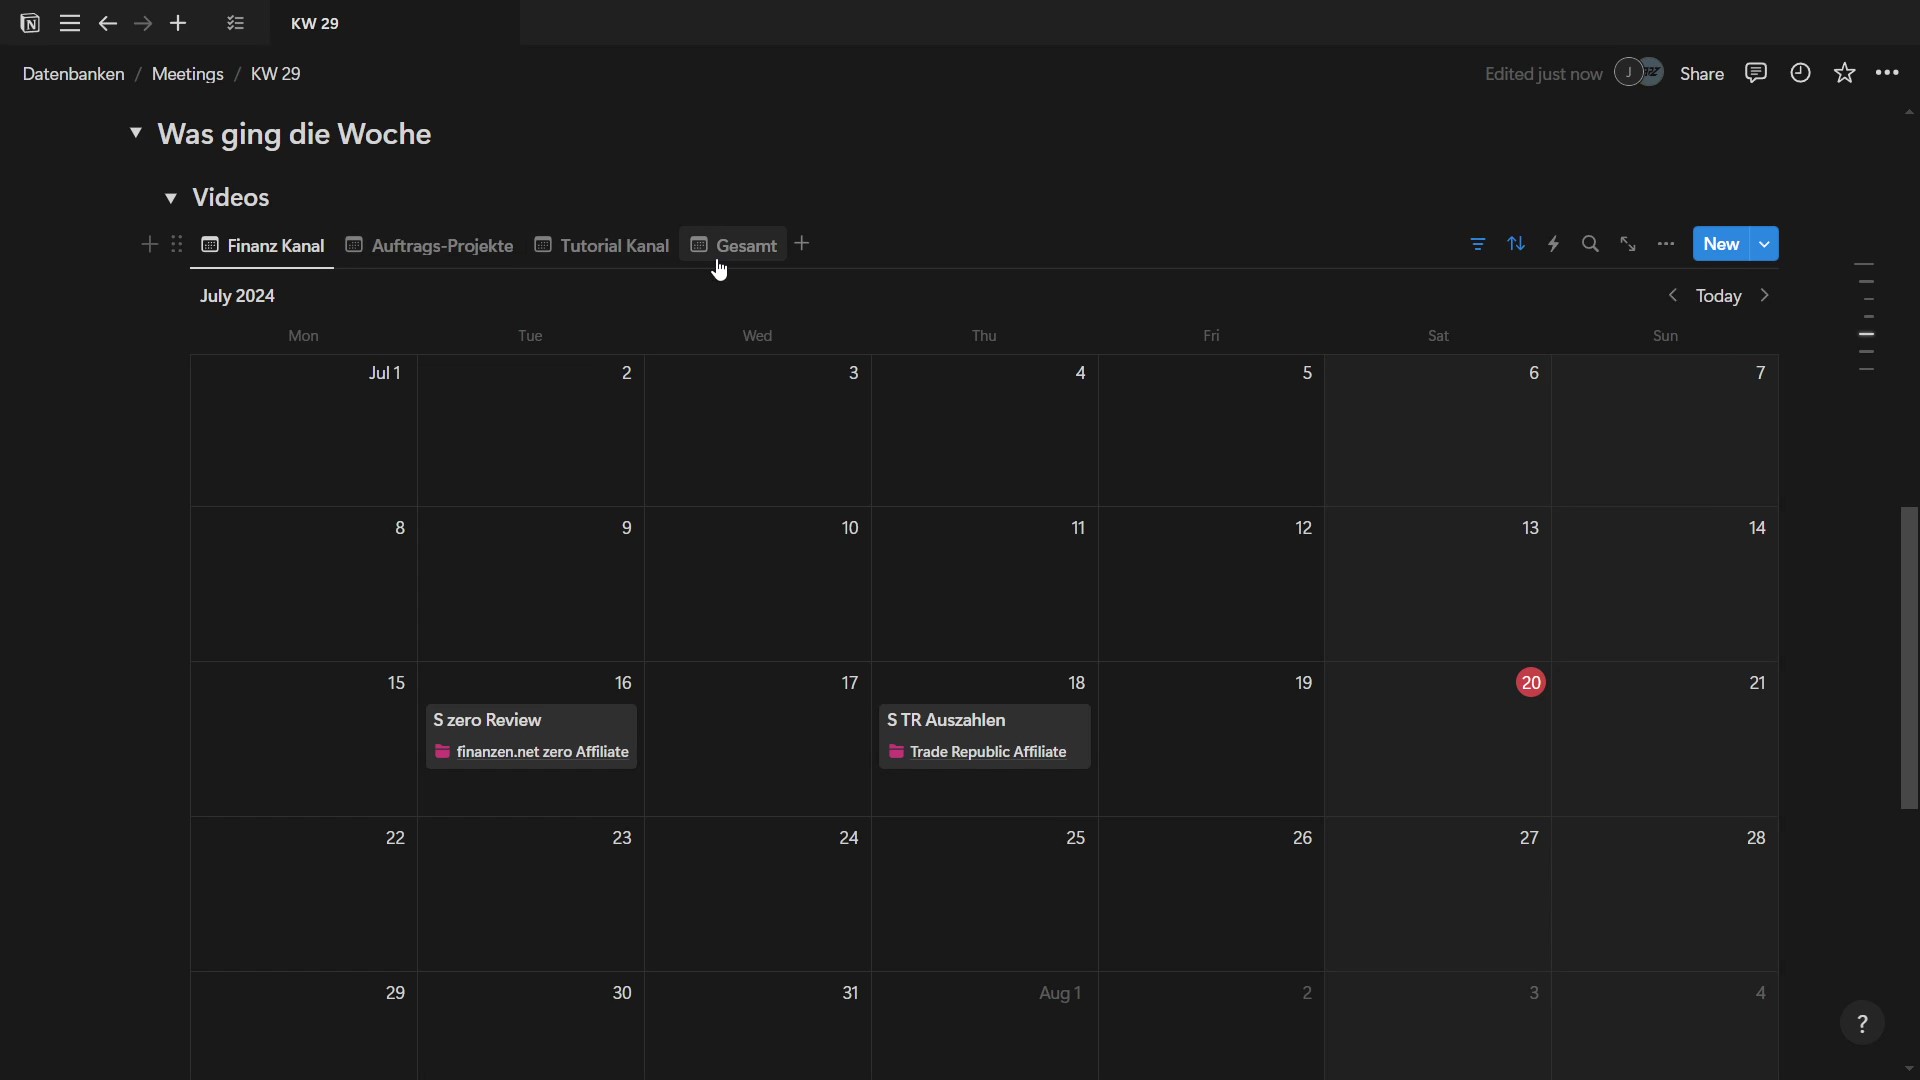 KW 29
Datenbanken / Meetings / KW 29
Edited just now J Share
Was ging die Woche
Videos
Finanz Kanal Auftrags-Projekte Tutorial Kanal Gesamt New
July 2024 Today
Mon Tue Wed Thu Fri Sat Sun
Jul 1 2 3 4 5 6 7
8 9 10 11 12 13 14
15 16 17 18 19 20 21
S zero Review S TR Auszahlen
finanzen.net zero Affiliate Trade Republic Affiliate
22 23 24 25 26 27 28
29 30 31 Aug 1 2 3 4
?